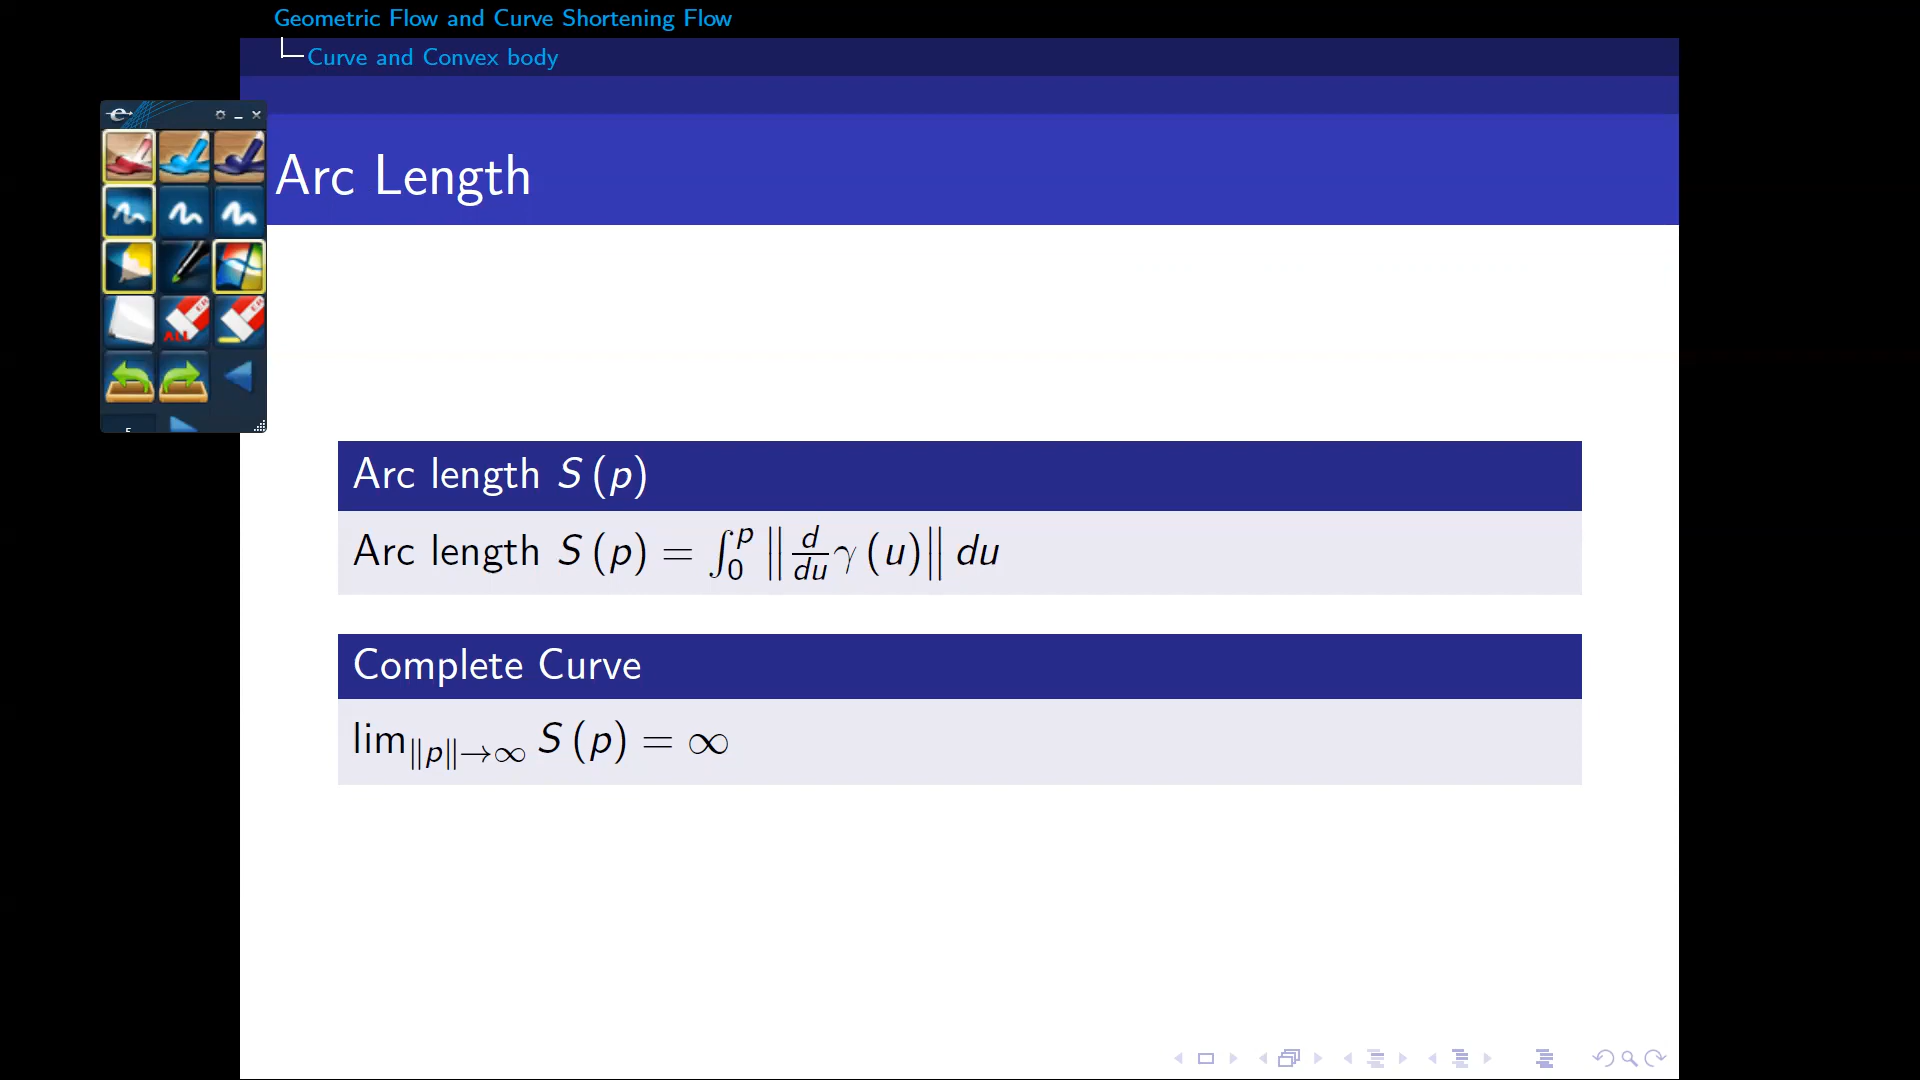 Geometric Flow and Curve Shortening Flow
Curve and Convex body
Arc Length
Arc length S (p)
Arc length S (p) = ∫₀ᵖ ‖ d/du γ (u)‖ du
Complete Curve
lim‖p‖→∞ S (p) = ∞